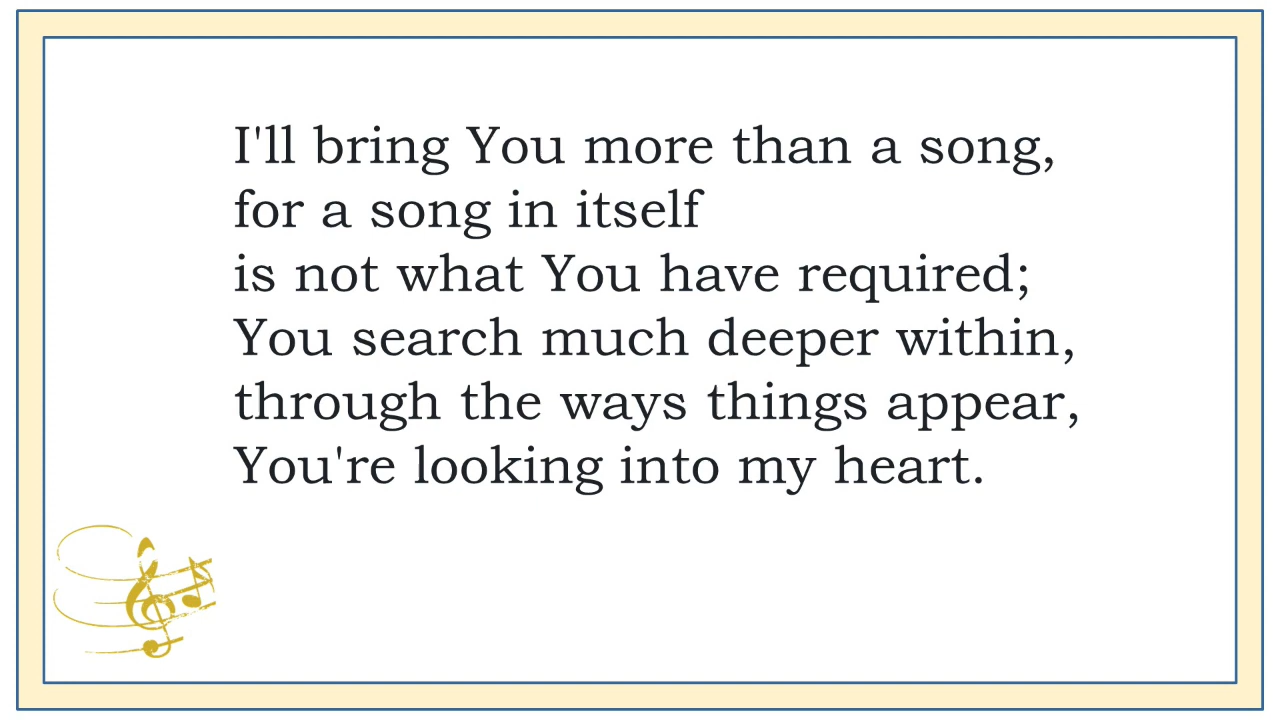 I'll bring You more than a song,
for a song in itself
is not what You have required;
You search much deeper within,
through the ways things appear,
You're looking into my heart.